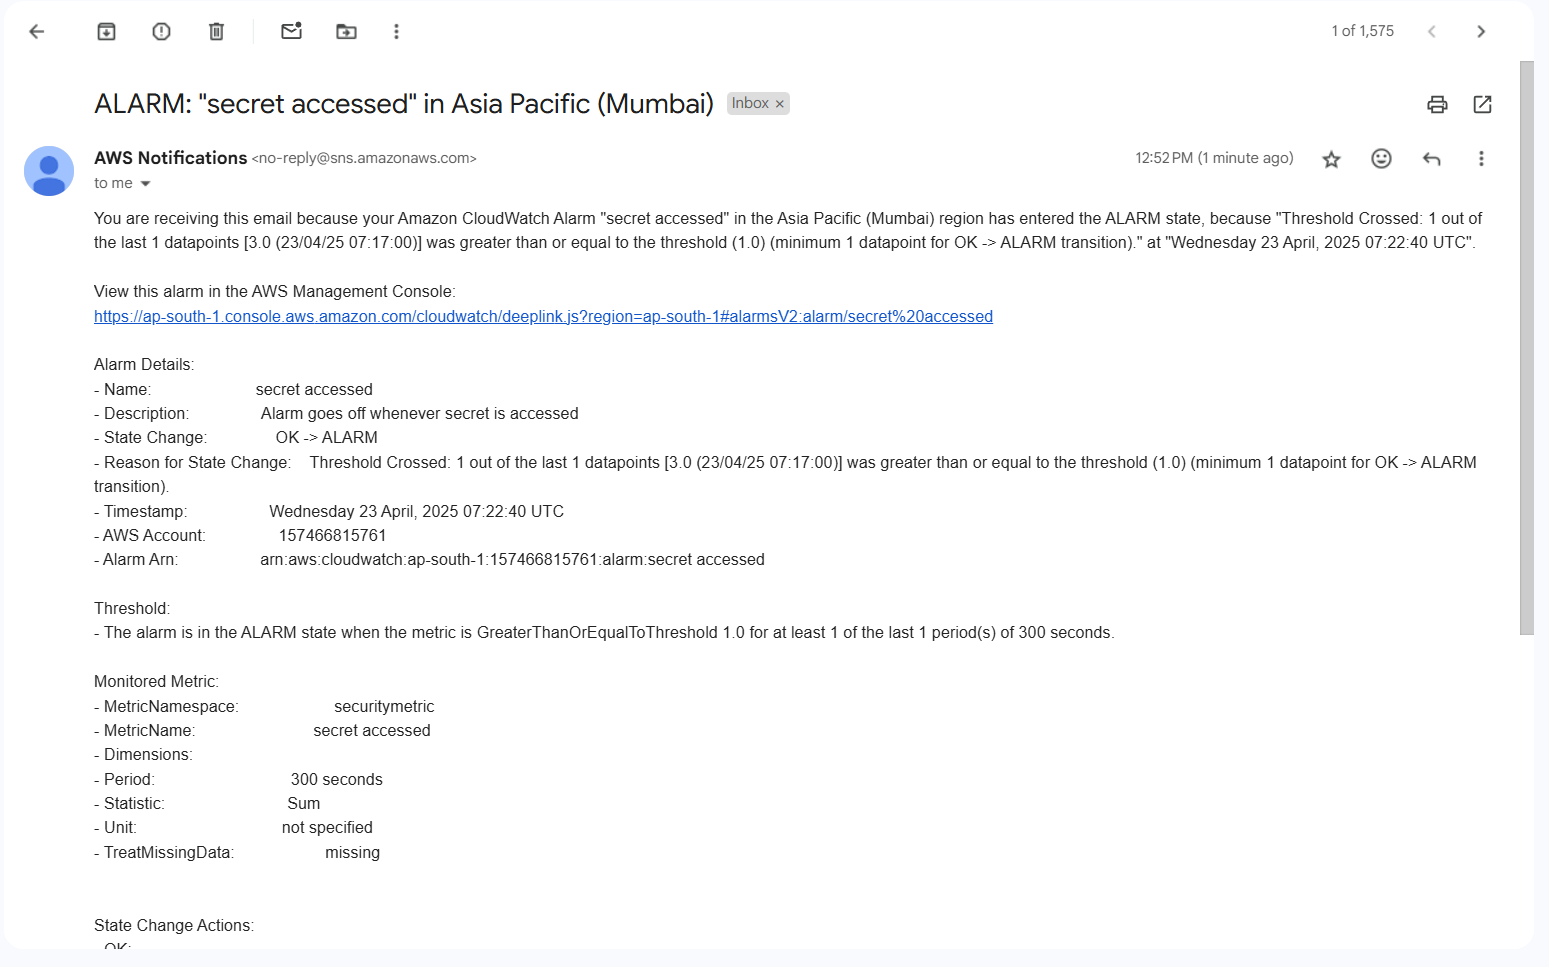 1 of 1,575
ALARM: "secret accessed" in Asia Pacific (Mumbai) Inbox ×
AWS Notifications <no-reply@sns.amazonaws.com> 12:52 PM (1 minute ago)
to me
You are receiving this email because your Amazon CloudWatch Alarm "secret accessed" in the Asia Pacific (Mumbai) region has entered the ALARM state, because "Threshold Crossed: 1 out of
the last 1 datapoints [3.0 (23/04/25 07:17:00)] was greater than or equal to the threshold (1.0) (minimum 1 datapoint for OK -> ALARM transition)." at "Wednesday 23 April, 2025 07:22:40 UTC".
View this alarm in the AWS Management Console:
https://ap-south-1.console.aws.amazon.com/cloudwatch/deeplink.js?region=ap-south-1#alarmsV2:alarm/secret%20accessed
Alarm Details:
- Name: secret accessed
- Description: Alarm goes off whenever secret is accessed
- State Change: OK -> ALARM
- Reason for State Change: Threshold Crossed: 1 out of the last 1 datapoints [3.0 (23/04/25 07:17:00)] was greater than or equal to the threshold (1.0) (minimum 1 datapoint for OK -> ALARM
transition).
- Timestamp: Wednesday 23 April, 2025 07:22:40 UTC
- AWS Account: 157466815761
- Alarm Arn: arn:aws:cloudwatch:ap-south-1:157466815761:alarm:secret accessed
Threshold:
- The alarm is in the ALARM state when the metric is GreaterThanOrEqualToThreshold 1.0 for at least 1 of the last 1 period(s) of 300 seconds.
Monitored Metric:
- MetricNamespace: securitymetric
- MetricName: secret accessed
- Dimensions:
- Period: 300 seconds
- Statistic: Sum
- Unit: not specified
- TreatMissingData: missing
State Change Actions:
- OK: